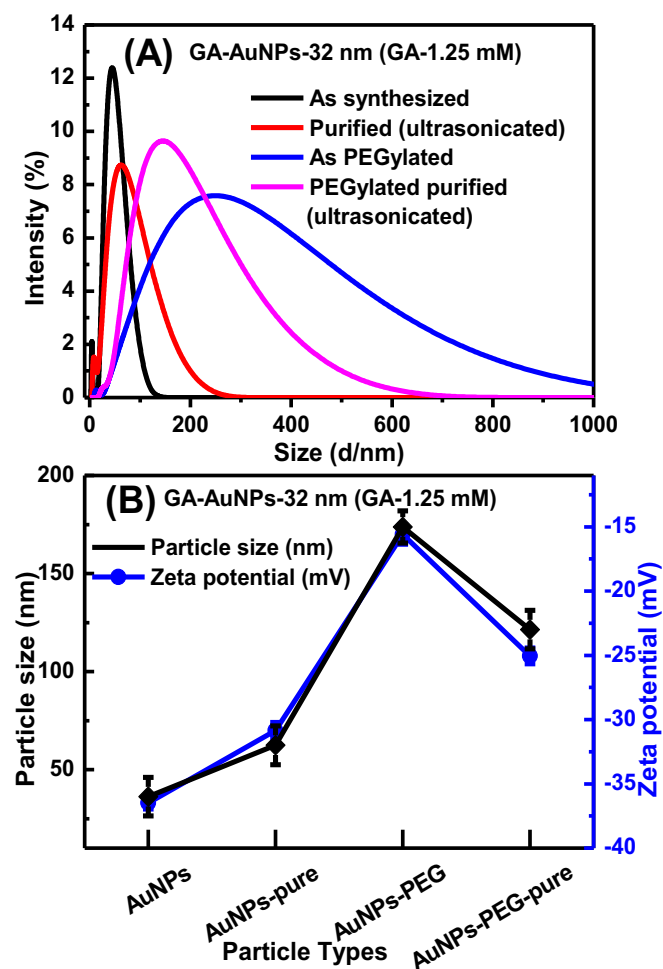 (A)
GA-AuNPs-32 nm (GA-1.25 mM)
As synthesized
Purified (ultrasonicated)
As PEGylated
PEGylated purified
(ultrasonicated)
Intensity (%)
14
12
10
8
6
4
2
0
0 200 400 600 800 1000
Size (d/nm)
(B)
GA-AuNPs-32 nm (GA-1.25 mM)
Particle size (nm)
Zeta potential (mV)
Particle size (nm)
200
150
100
50
-15
-20
-25
-30
-35
-40
Zeta potential (mV)
AuNPs
AuNPs-pure
AuNPs-PEG
AuNPs-PEG-pure
Particle Types